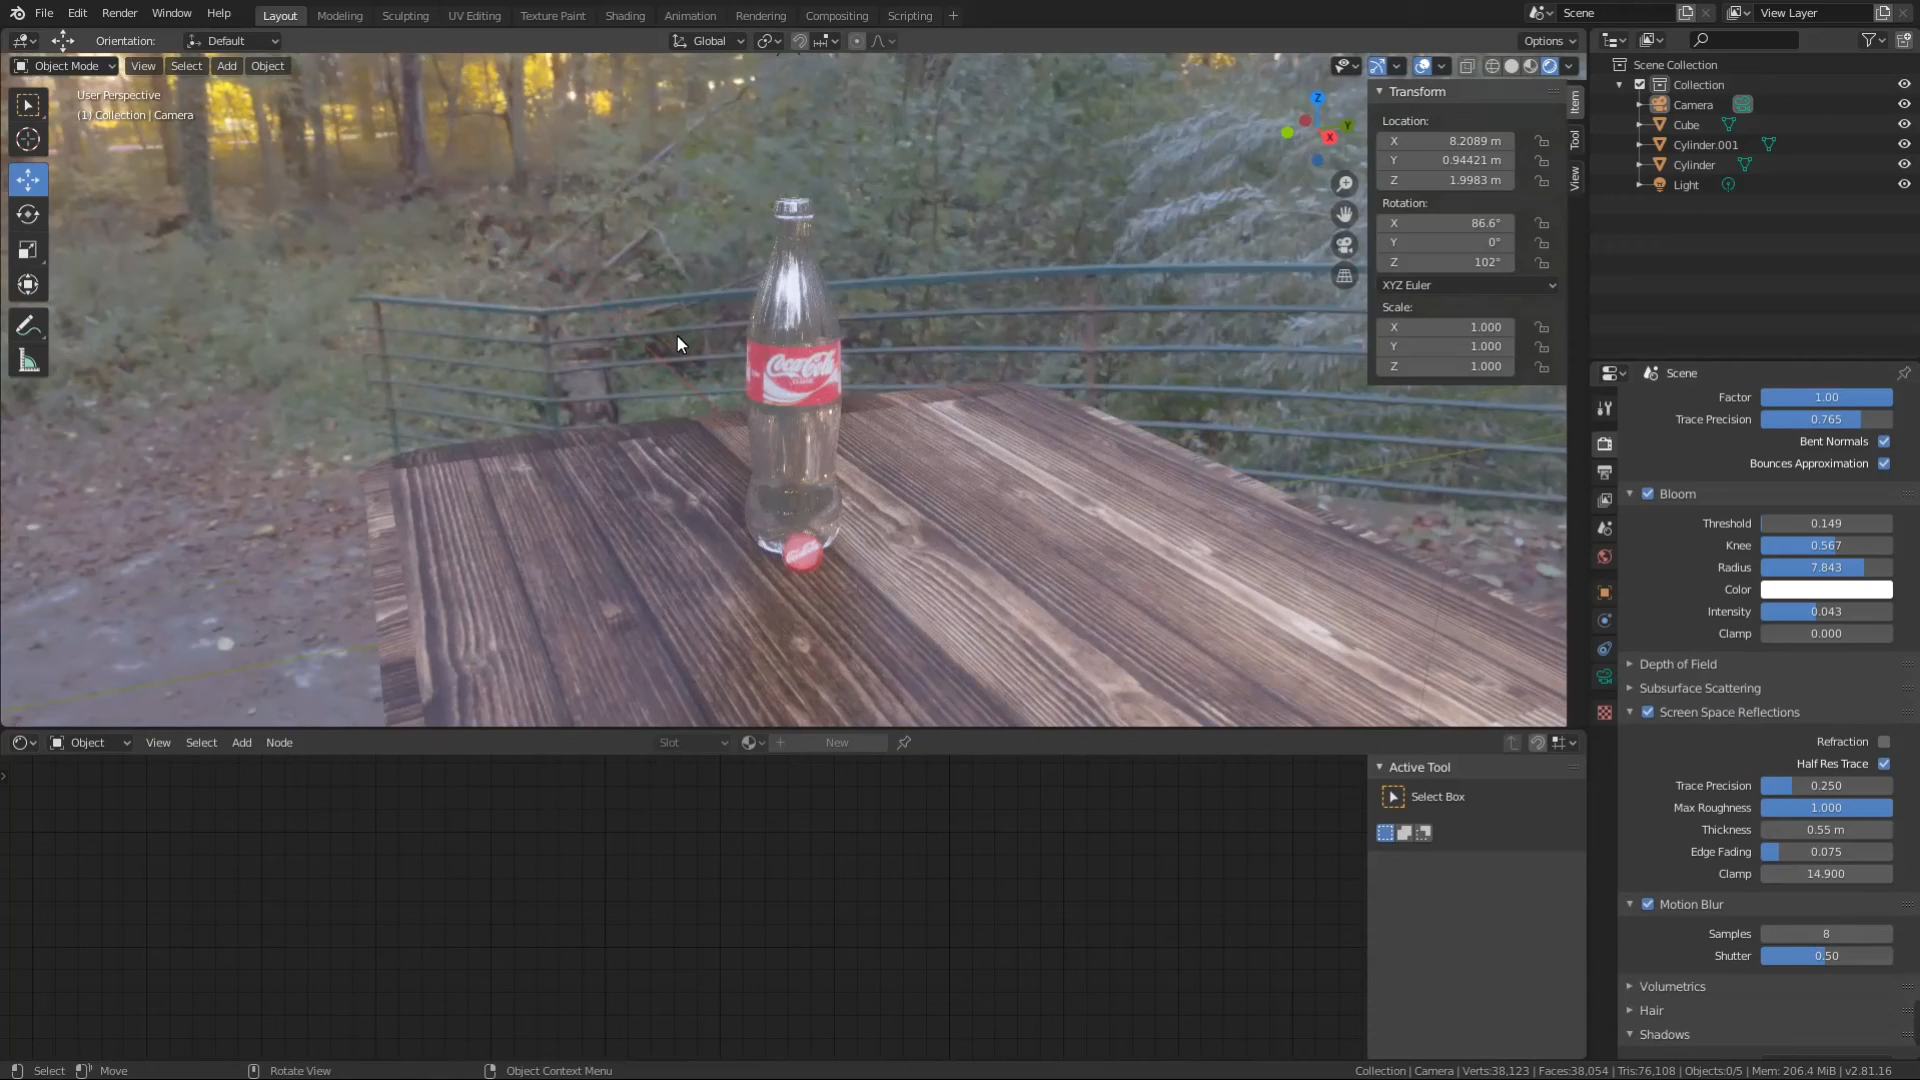 File Edit Render Window Help Layout Modeling Sculpting UV Editing Texture Paint Shading Animation Rendering Compositing Scripting + Scene View Layer
Orientation: Default Global Options
Object Mode View Select Add Object
User Perspective
(1) Collection | Camera
Z
Y
X
Coca-Cola
Transform
Location:
X 8.2089 m
Y 0.94421 m
Z 1.9983 m
Rotation:
X 86.6°
Y 0°
Z 102°
XYZ Euler
Scale:
X 1.000
Y 1.000
Z 1.000
Item
Tool
View
Scene Collection
Collection
Camera
Cube
Cylinder.001
Cylinder
Light
Scene
Factor 1.00
Trace Precision 0.765
Bent Normals
Bounces Approximation
Bloom
Threshold 0.149
Knee 0.567
Radius 7.843
Color
Intensity 0.043
Clamp 0.000
Depth of Field
Subsurface Scattering
Screen Space Reflections
Refraction
Half Res Trace
Trace Precision 0.250
Max Roughness 1.000
Thickness 0.55 m
Edge Fading 0.075
Clamp 14.900
Motion Blur
Samples 8
Shutter 0.50
Volumetrics
Hair
Shadows
Object View Select Add Node Slot New
Active Tool
Select Box
Select Move Rotate View Object Context Menu Collection | Camera | Verts:38,123 | Faces:38,054 | Tris:76,108 | Objects:0/5 | Mem: 206.4 MiB | v2.81.16